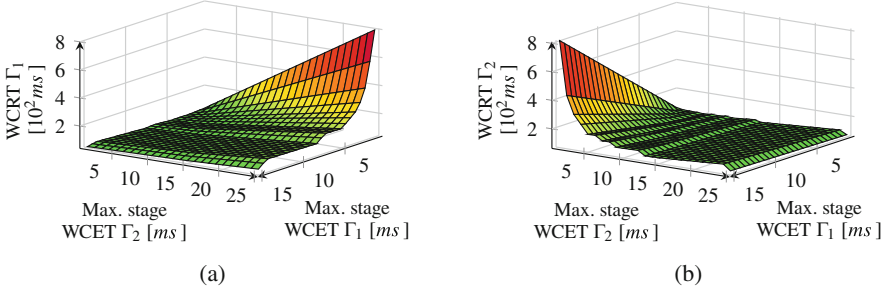 8
6
4
2
WCRT Γ₁
[10² ms]
5
10
15
20
25
Max. stage
WCET Γ₂ [ms]
15
10
5
Max. stage
WCET Γ₁ [ms]
(a)
8
6
4
2
WCRT Γ₂
[10² ms]
5
10
15
20
25
Max. stage
WCET Γ₂ [ms]
15
10
5
Max. stage
WCET Γ₁ [ms]
(b)